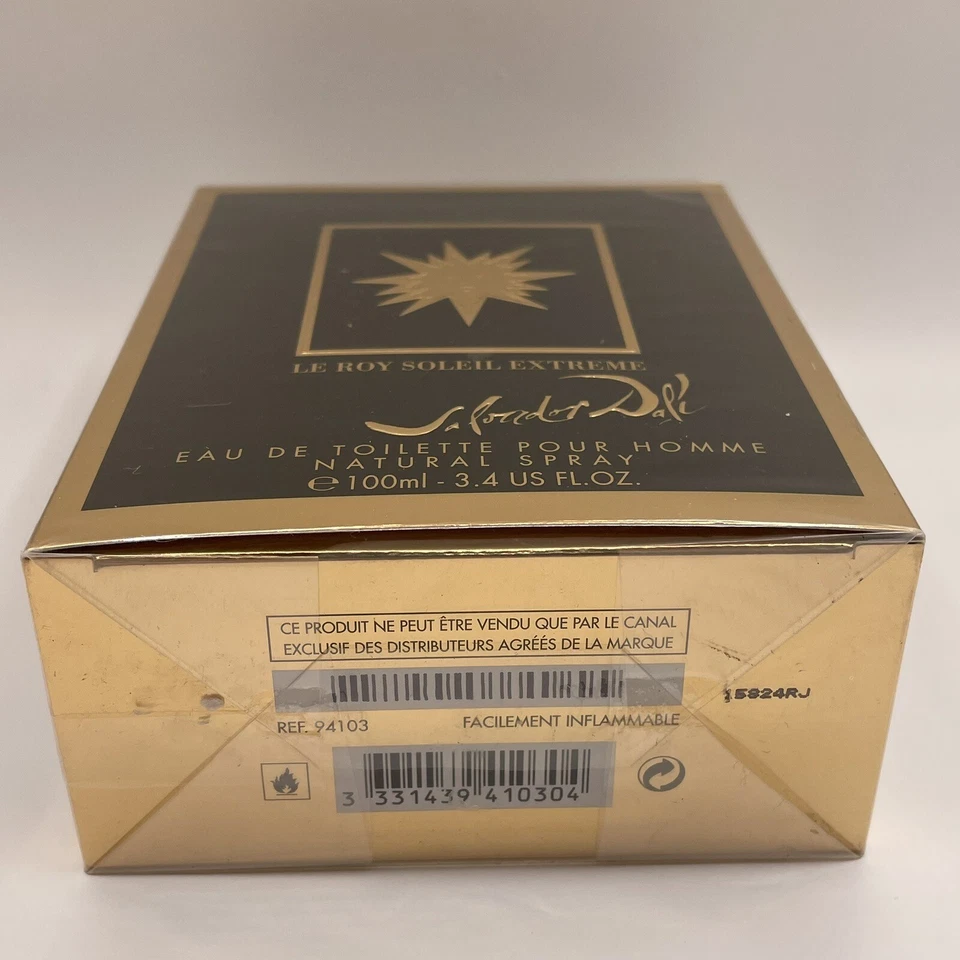 LE ROY SOLEIL EXTREME
Salvador Dali
EAU DE TOILETTE POUR HOMME
NATURAL SPRAY
℮ 100ml - 3.4 US FL.OZ.
CE PRODUIT NE PEUT ÊTRE VENDU QUE PAR LE CANAL
EXCLUSIF DES DISTRIBUTEURS AGRÉÉS DE LA MARQUE
15824RJ
REF. 94103 FACILEMENT INFLAMMABLE
3 331439 410304